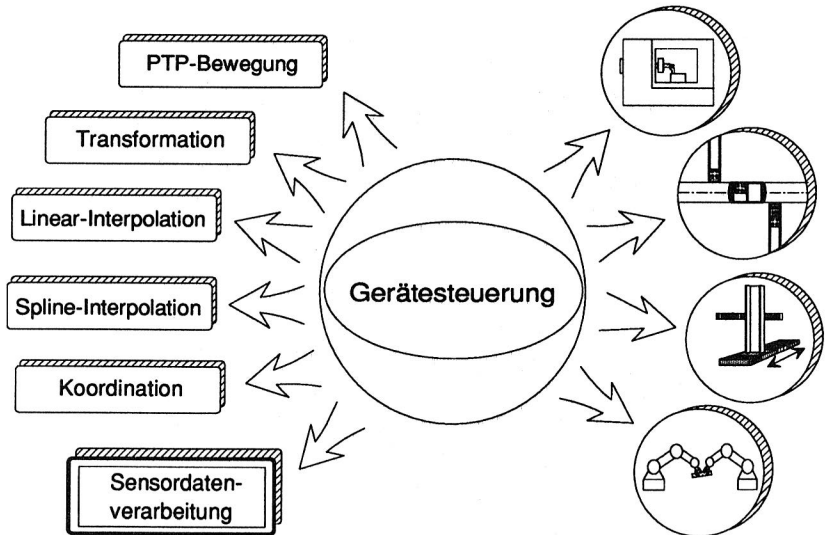 PTP-Bewegung
Transformation
Linear-Interpolation
Spline-Interpolation
Koordination
Sensordaten-
verarbeitung
Gerätesteuerung